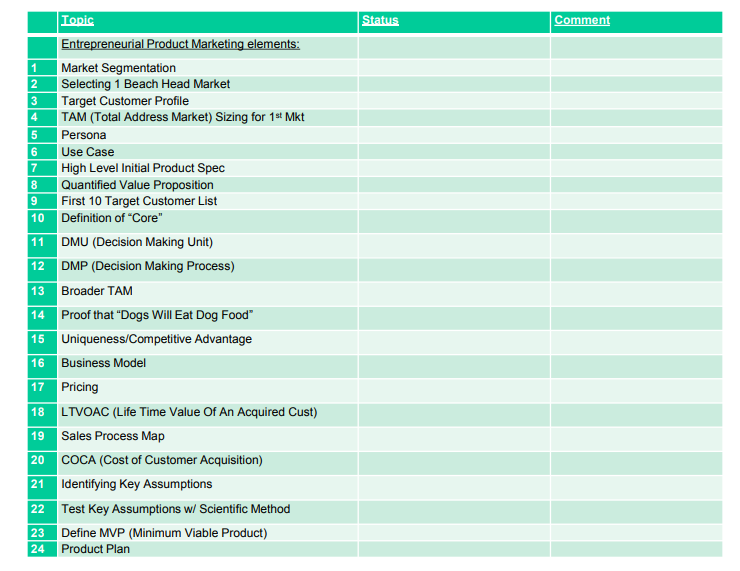 Topic Status Comment
Entrepreneurial Product Marketing elements:
1 Market Segmentation
2 Selecting 1 Beach Head Market
3 Target Customer Profile
4 TAM (Total Address Market) Sizing for 1st Mkt
5 Persona
6 Use Case
7 High Level Initial Product Spec
8 Quantified Value Proposition
9 First 10 Target Customer List
10 Definition of “Core”
11 DMU (Decision Making Unit)
12 DMP (Decision Making Process)
13 Broader TAM
14 Proof that “Dogs Will Eat Dog Food”
15 Uniqueness/Competitive Advantage
16 Business Model
17 Pricing
18 LTVOAC (Life Time Value Of An Acquired Cust)
19 Sales Process Map
20 COCA (Cost of Customer Acquisition)
21 Identifying Key Assumptions
22 Test Key Assumptions w/ Scientific Method
23 Define MVP (Minimum Viable Product)
24 Product Plan